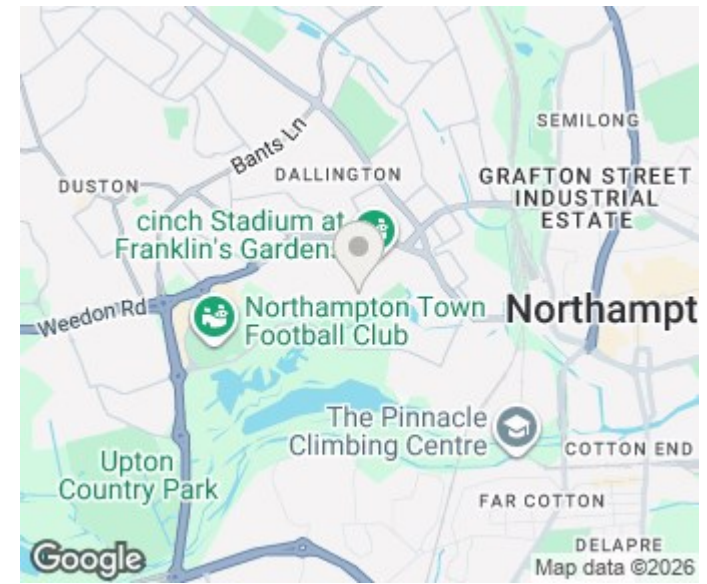 SEMILONG
Bants Ln
DALLINGTON
DUSTON
GRAFTON STREET
INDUSTRIAL
ESTATE
cinch Stadium at
Franklin's Gardens
Weedon Rd
Northampton Town
Football Club
Northampt
The Pinnacle
Climbing Centre
COTTON END
Upton
Country Park
FAR COTTON
DELAPRE
Google
Map data ©2026